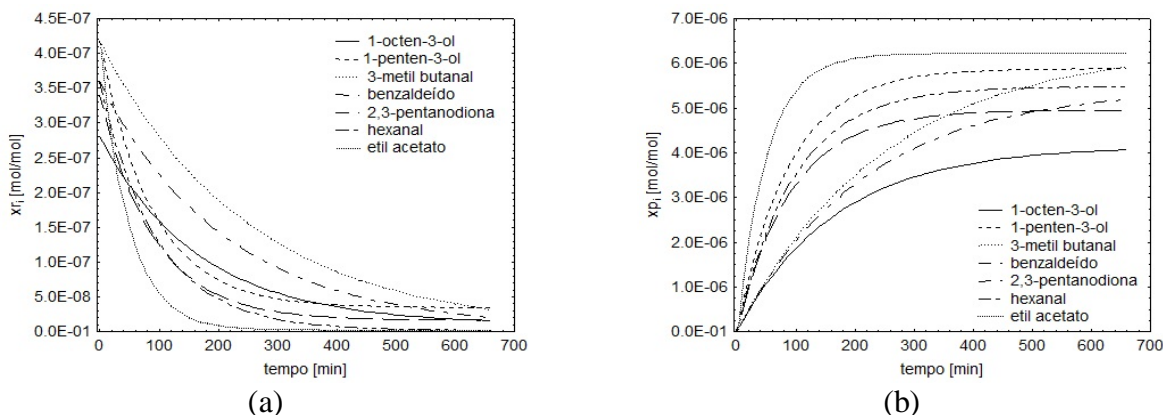 4.5E-07
4.0E-07
3.5E-07
3.0E-07
2.5E-07
2.0E-07
1.5E-07
1.0E-07
5.0E-08
0.0E-01
xri [mol/mol]
1-octen-3-ol
1-penten-3-ol
3-metil butanal
benzaldeído
2,3-pentanodiona
hexanal
etil acetato
0 100 200 300 400 500 600 700
tempo [min]
(a)
7.0E-06
6.0E-06
5.0E-06
4.0E-06
3.0E-06
2.0E-06
1.0E-06
0.0E-01
xpi [mol/mol]
1-octen-3-ol
1-penten-3-ol
3-metil butanal
benzaldeído
2,3-pentanodiona
hexanal
etil acetato
0 100 200 300 400 500 600 700
tempo [min]
(b)